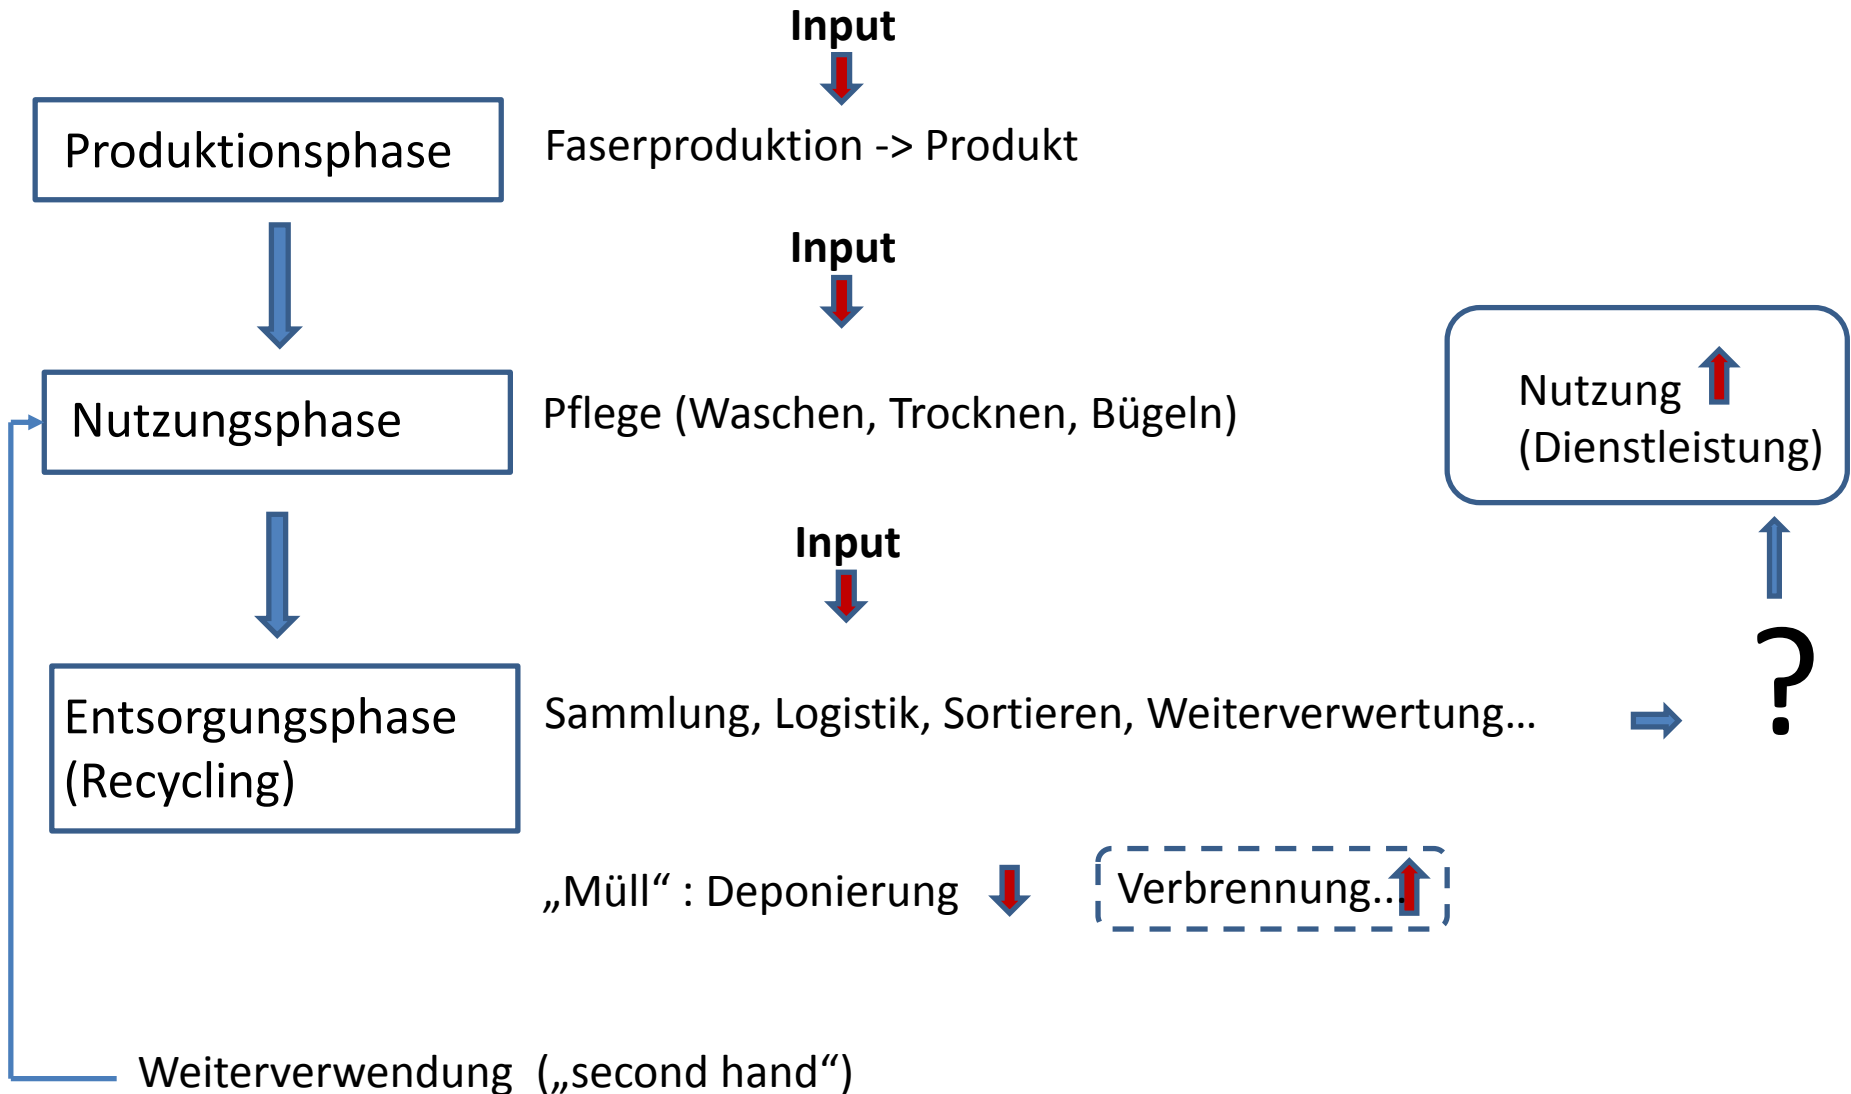 Input
Produktionsphase
Faserproduktion -> Produkt
Input
Nutzungsphase
Pflege (Waschen, Trocknen, Bügeln)
Nutzung
(Dienstleistung)
Input
Entsorgungsphase
(Recycling)
Sammlung, Logistik, Sortieren, Weiterverwertung…
?
„Müll“ : Deponierung
Verbrennung...
Weiterverwendung („second hand“)